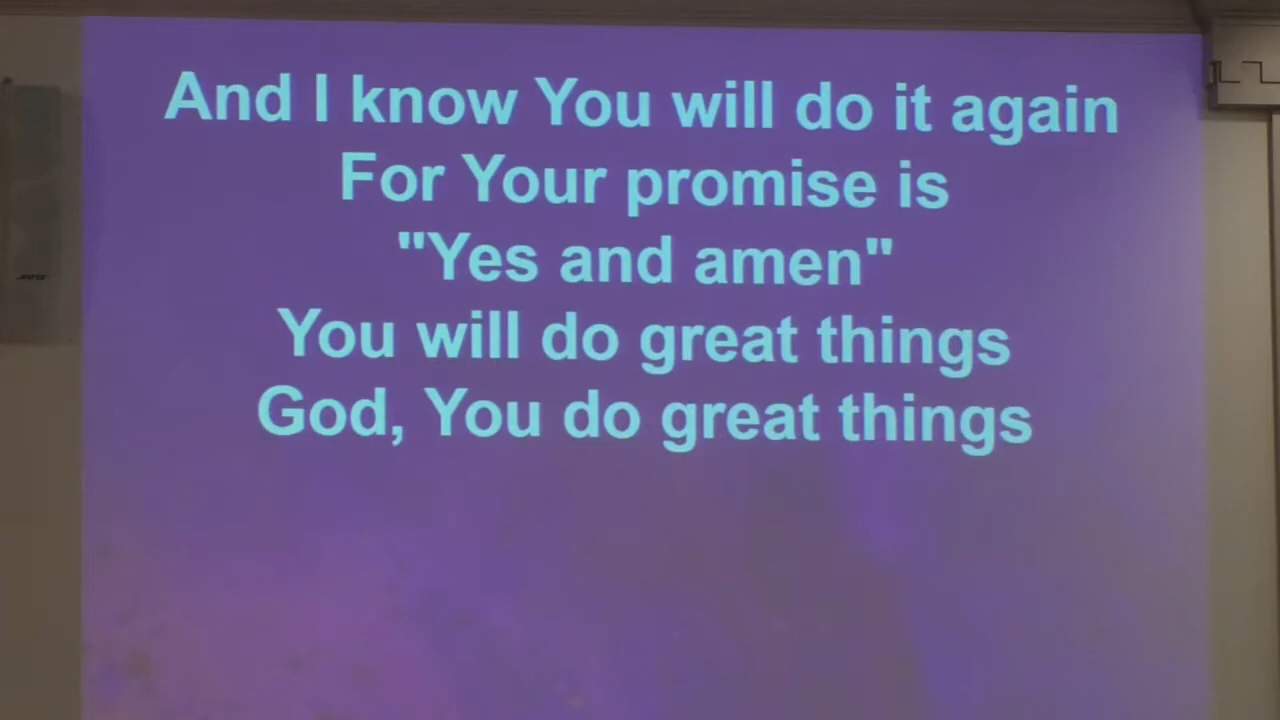 And I know You will do it again
For Your promise is
"Yes and amen"
You will do great things
God, You do great things